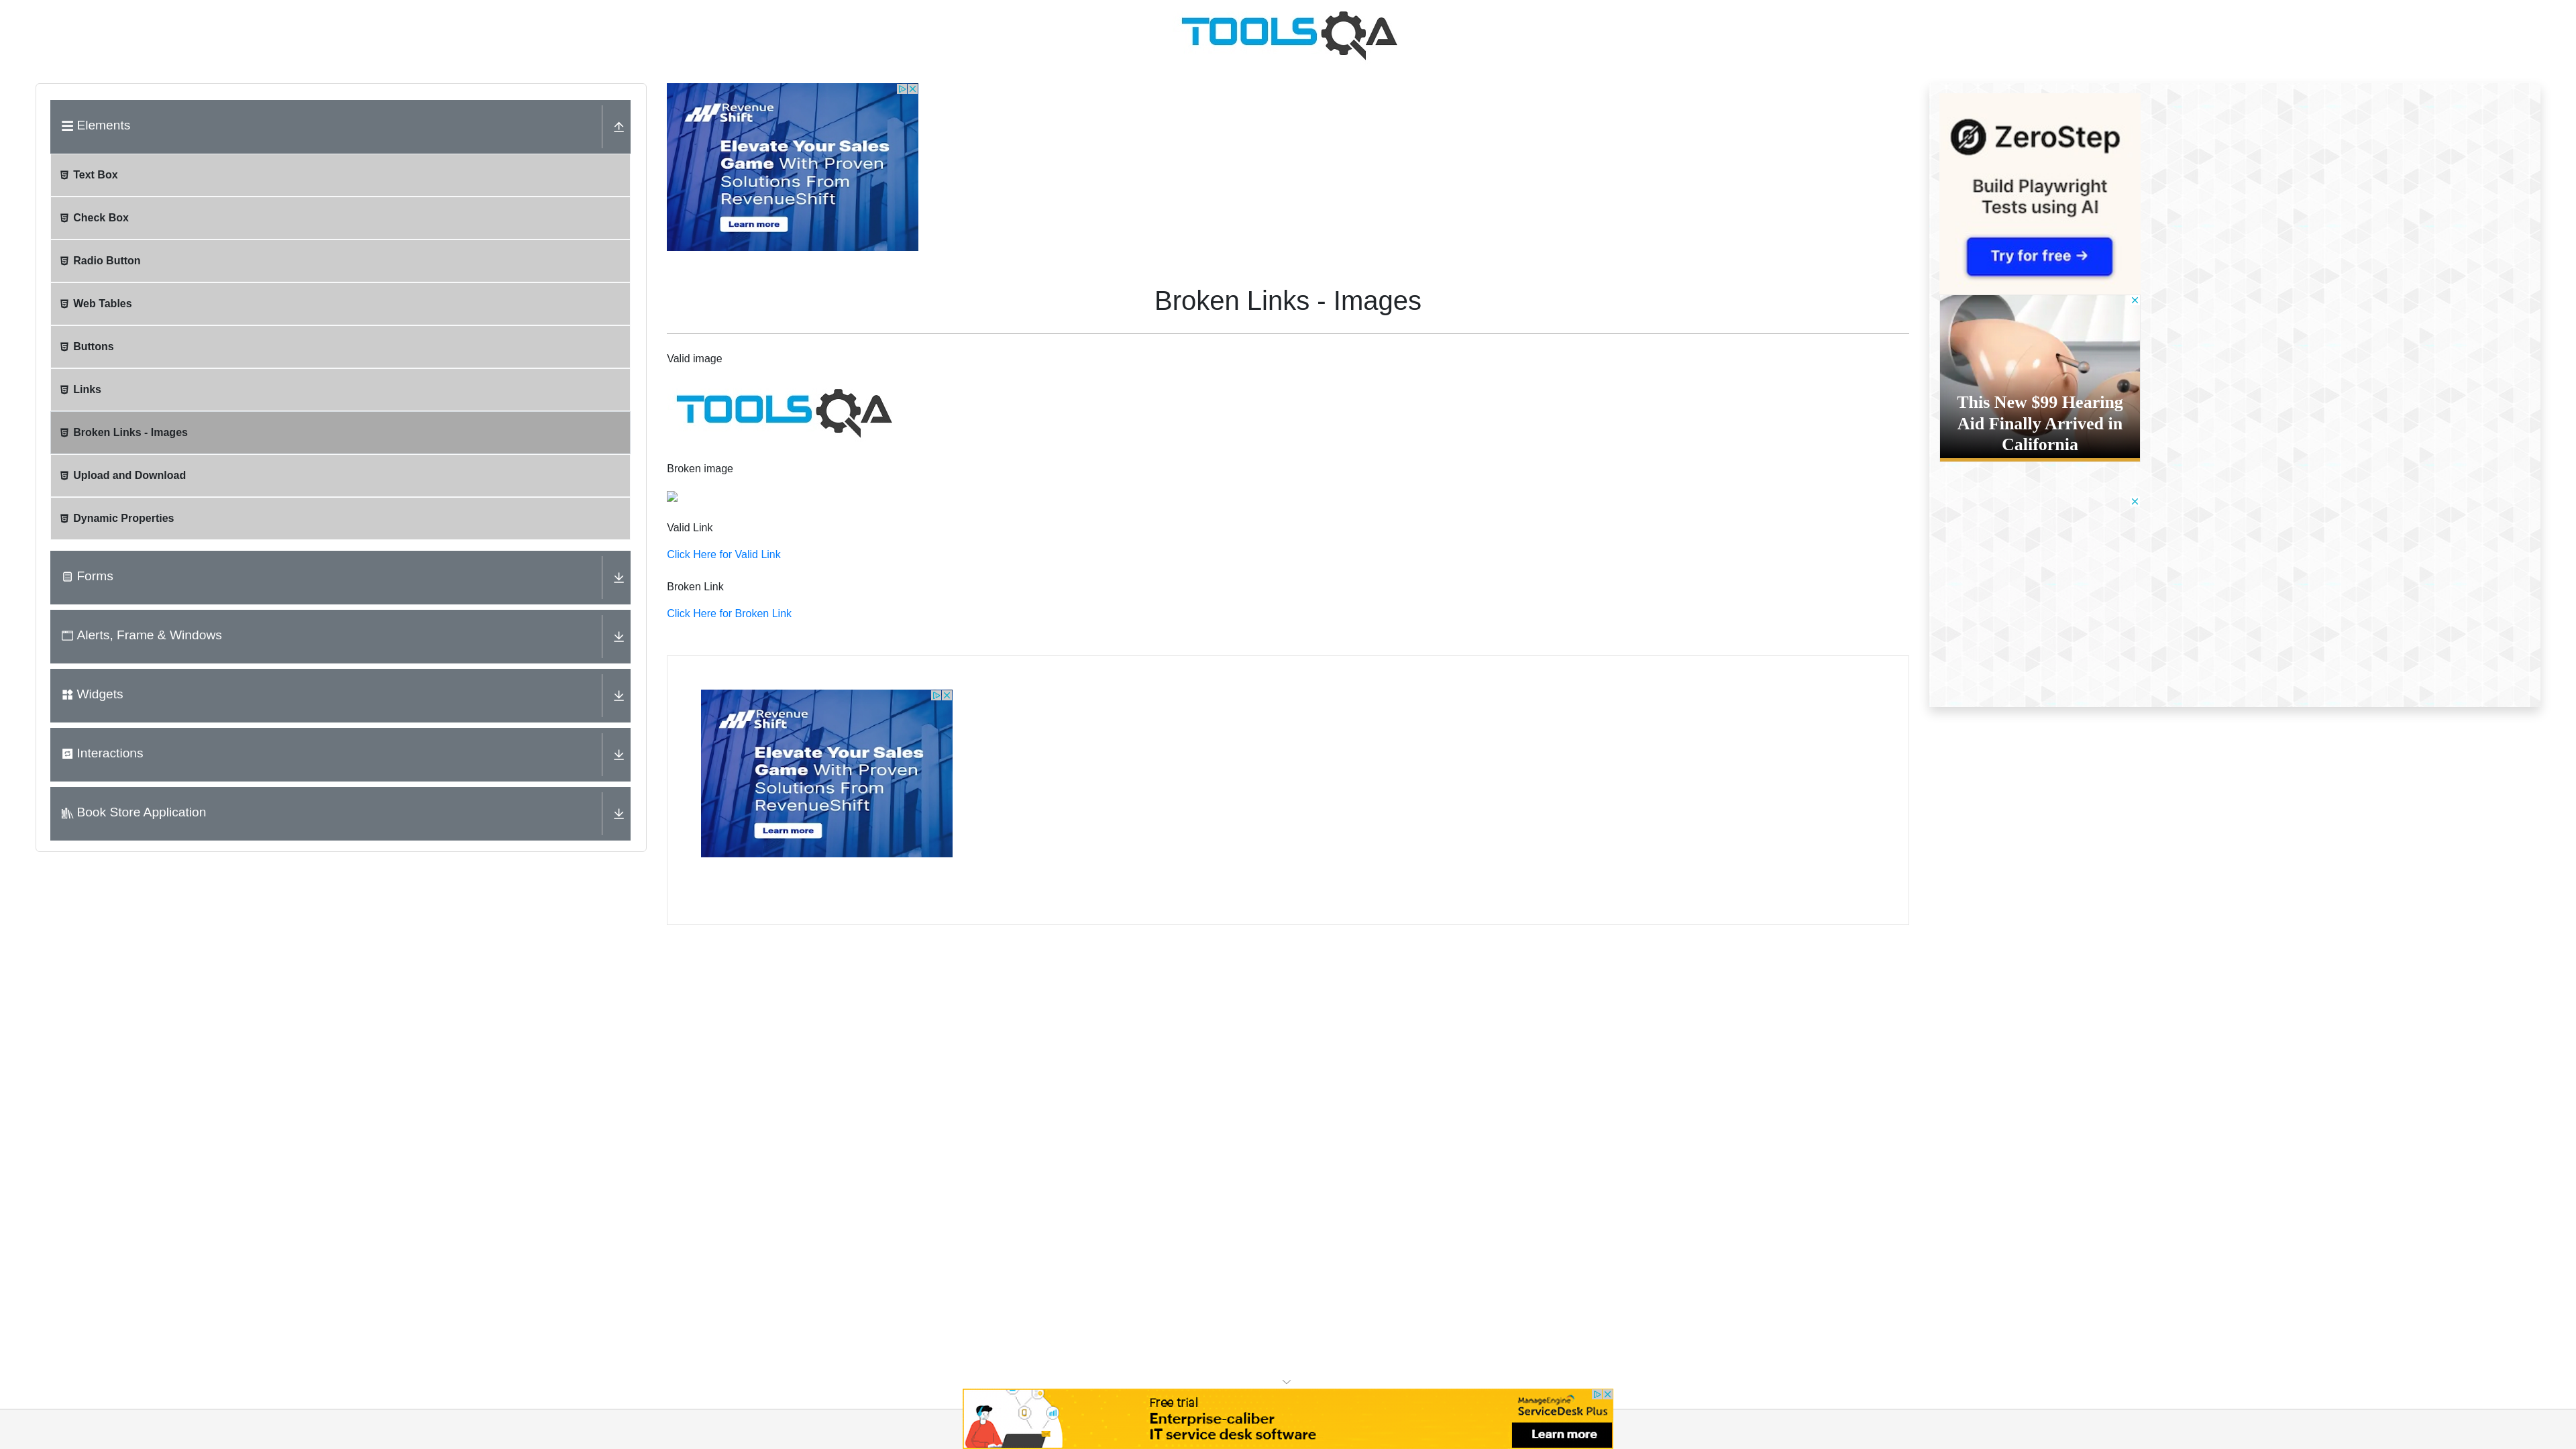 TOOLSQA
Elements
Text Box
Check Box
Radio Button
Web Tables
Buttons
Links
Broken Links - Images
Upload and Download
Dynamic Properties
Forms
Alerts, Frame & Windows
Widgets
Interactions
Book Store Application
Revenue
Shift
Elevate Your Sales
Game With Proven
Solutions From
RevenueShift
Learn more
Broken Links - Images
Valid image
TOOLSQA
Broken image
Valid Link
Click Here for Valid Link
Broken Link
Click Here for Broken Link
Revenue
Shift
Elevate Your Sales
Game With Proven
Solutions From
RevenueShift
Learn more
ZeroStep
Build Playwright
Tests using AI
Try for free →
This New $99 Hearing
Aid Finally Arrived in
California
Free trial
Enterprise-caliber
IT service desk software
ManageEngine
ServiceDesk Plus
Learn more